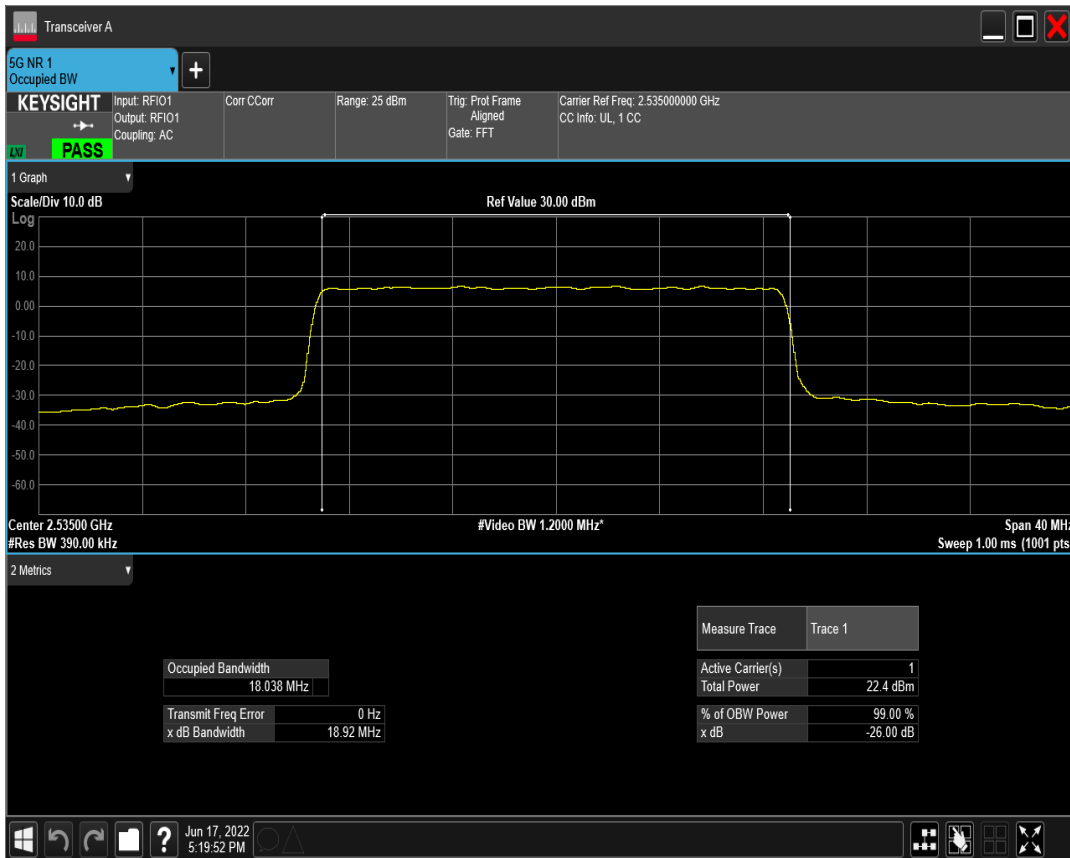 Transceiver A
5G NR 1
Occupied BW
KEYSIGHT
LXI
PASS
Input: RFIO1
Output: RFIO1
Coupling: AC
Corr CCorr
Range: 25 dBm
Trig: Prot Frame
Aligned
Gate: FFT
Carrier Ref Freq: 2.535000000 GHz
CC Info: UL, 1 CC
1 Graph
Scale/Div 10.0 dB
Ref Value 30.00 dBm
Log
20.0
10.0
0.00
-10.0
-20.0
-30.0
-40.0
-50.0
-60.0
Center 2.53500 GHz
#Video BW 1.2000 MHz*
Span 40 MHz
#Res BW 390.00 kHz
Sweep 1.00 ms (1001 pts
2 Metrics
Measure Trace Trace 1
Occupied Bandwidth
18.038 MHz
Active Carrier(s) 1
Total Power 22.4 dBm
Transmit Freq Error 0 Hz
x dB Bandwidth 18.92 MHz
% of OBW Power 99.00 %
x dB -26.00 dB
Jun 17, 2022
5:19:52 PM